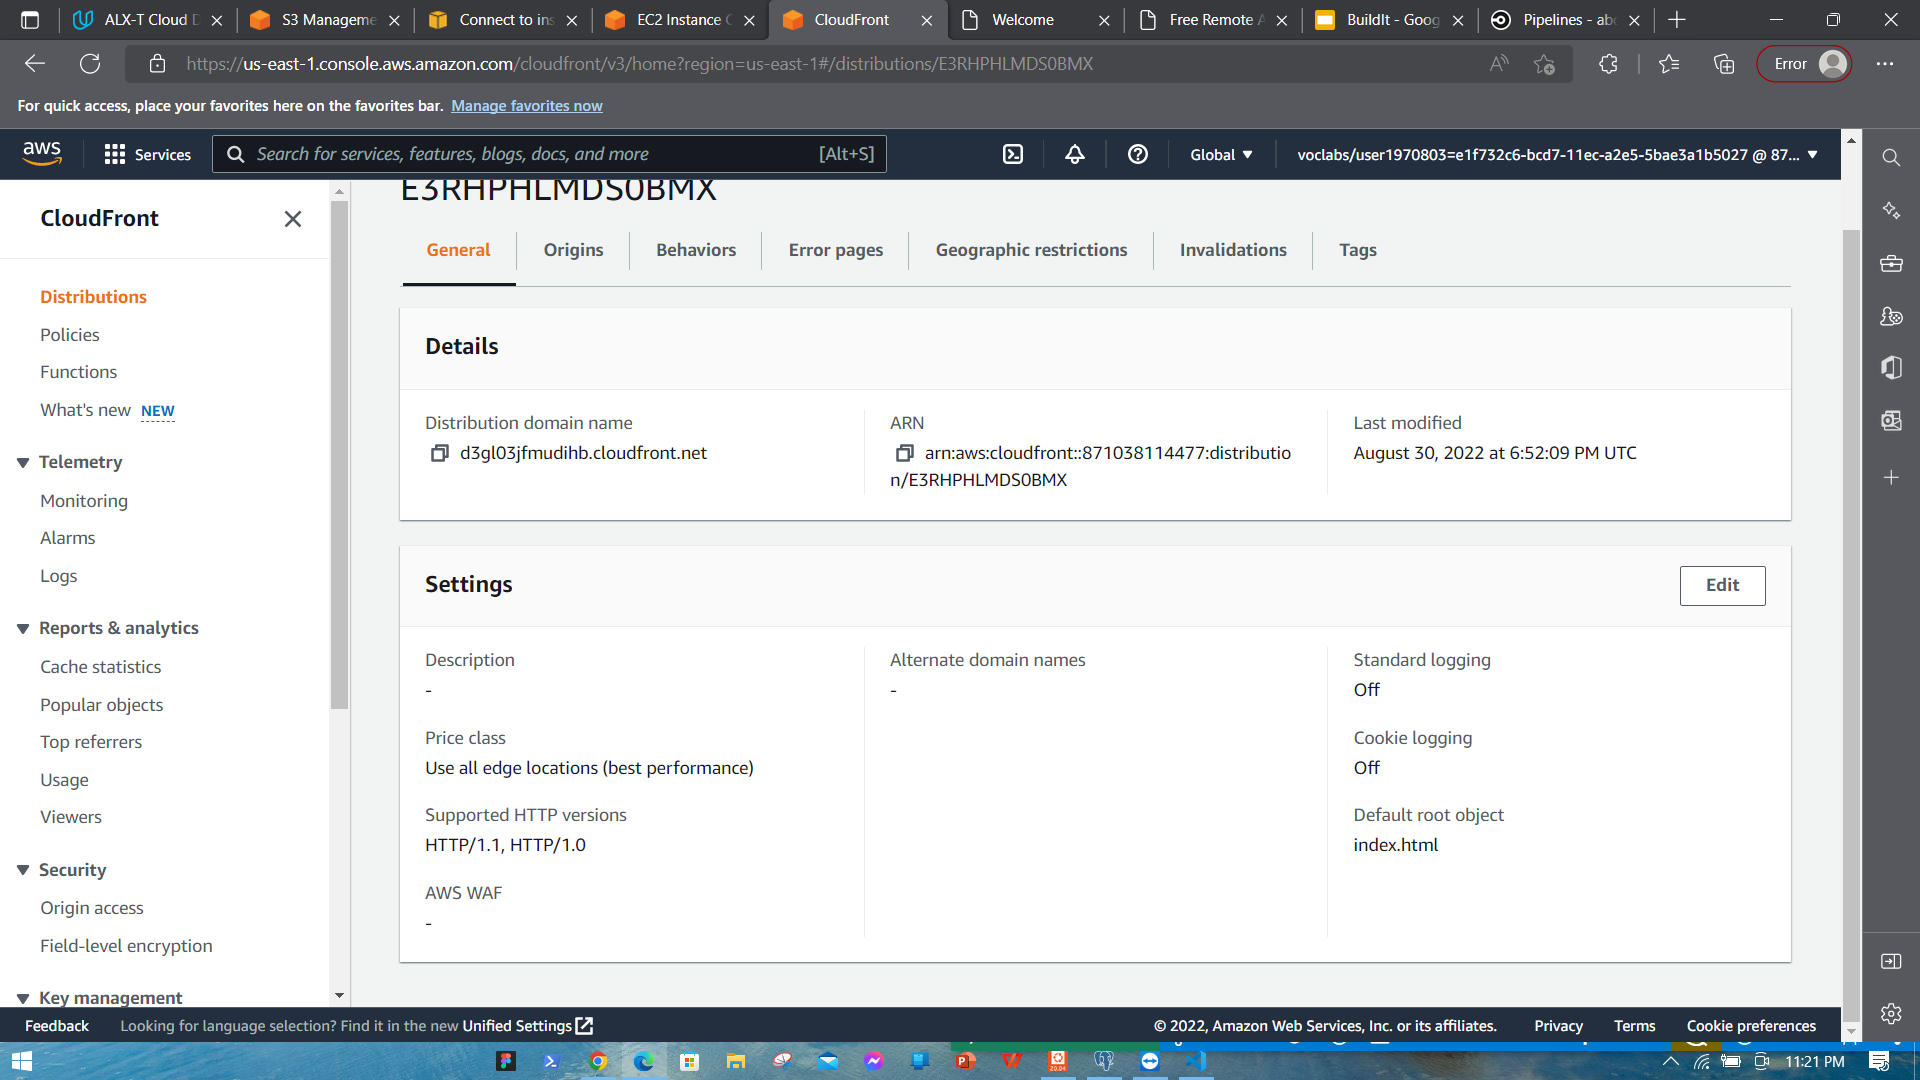 ALX-T Cloud D
S3 Manageme
Connect to ins
EC2 Instance C
CloudFront
Welcome
Free Remote A
BuildIt - Goog
Pipelines - abo
https://us-east-1.console.aws.amazon.com/cloudfront/v3/home?region=us-east-1#/distributions/E3RHPHLMDS0BMX
Error
For quick access, place your favorites here on the favorites bar. Manage favorites now
aws
Services
Search for services, features, blogs, docs, and more
[Alt+S]
Global
voclabs/user1970803=e1f732c6-bcd7-11ec-a2e5-5bae3a1b5027 @ 87...
CloudFront
Distributions
Policies
Functions
What's new NEW
Telemetry
Monitoring
Alarms
Logs
Reports & analytics
Cache statistics
Popular objects
Top referrers
Usage
Viewers
Security
Origin access
Field-level encryption
Key management
E3RHPHLMDS0BMX
General
Origins
Behaviors
Error pages
Geographic restrictions
Invalidations
Tags
Details
Distribution domain name
d3gl03jfmudihb.cloudfront.net
ARN
arn:aws:cloudfront::871038114477:distributio
n/E3RHPHLMDS0BMX
Last modified
August 30, 2022 at 6:52:09 PM UTC
Settings
Edit
Description
-
Price class
Use all edge locations (best performance)
Supported HTTP versions
HTTP/1.1, HTTP/1.0
AWS WAF
-
Alternate domain names
-
Standard logging
Off
Cookie logging
Off
Default root object
index.html
Feedback
Looking for language selection? Find it in the new Unified Settings
© 2022, Amazon Web Services, Inc. or its affiliates.
Privacy
Terms
Cookie preferences
20.04
11:21 PM